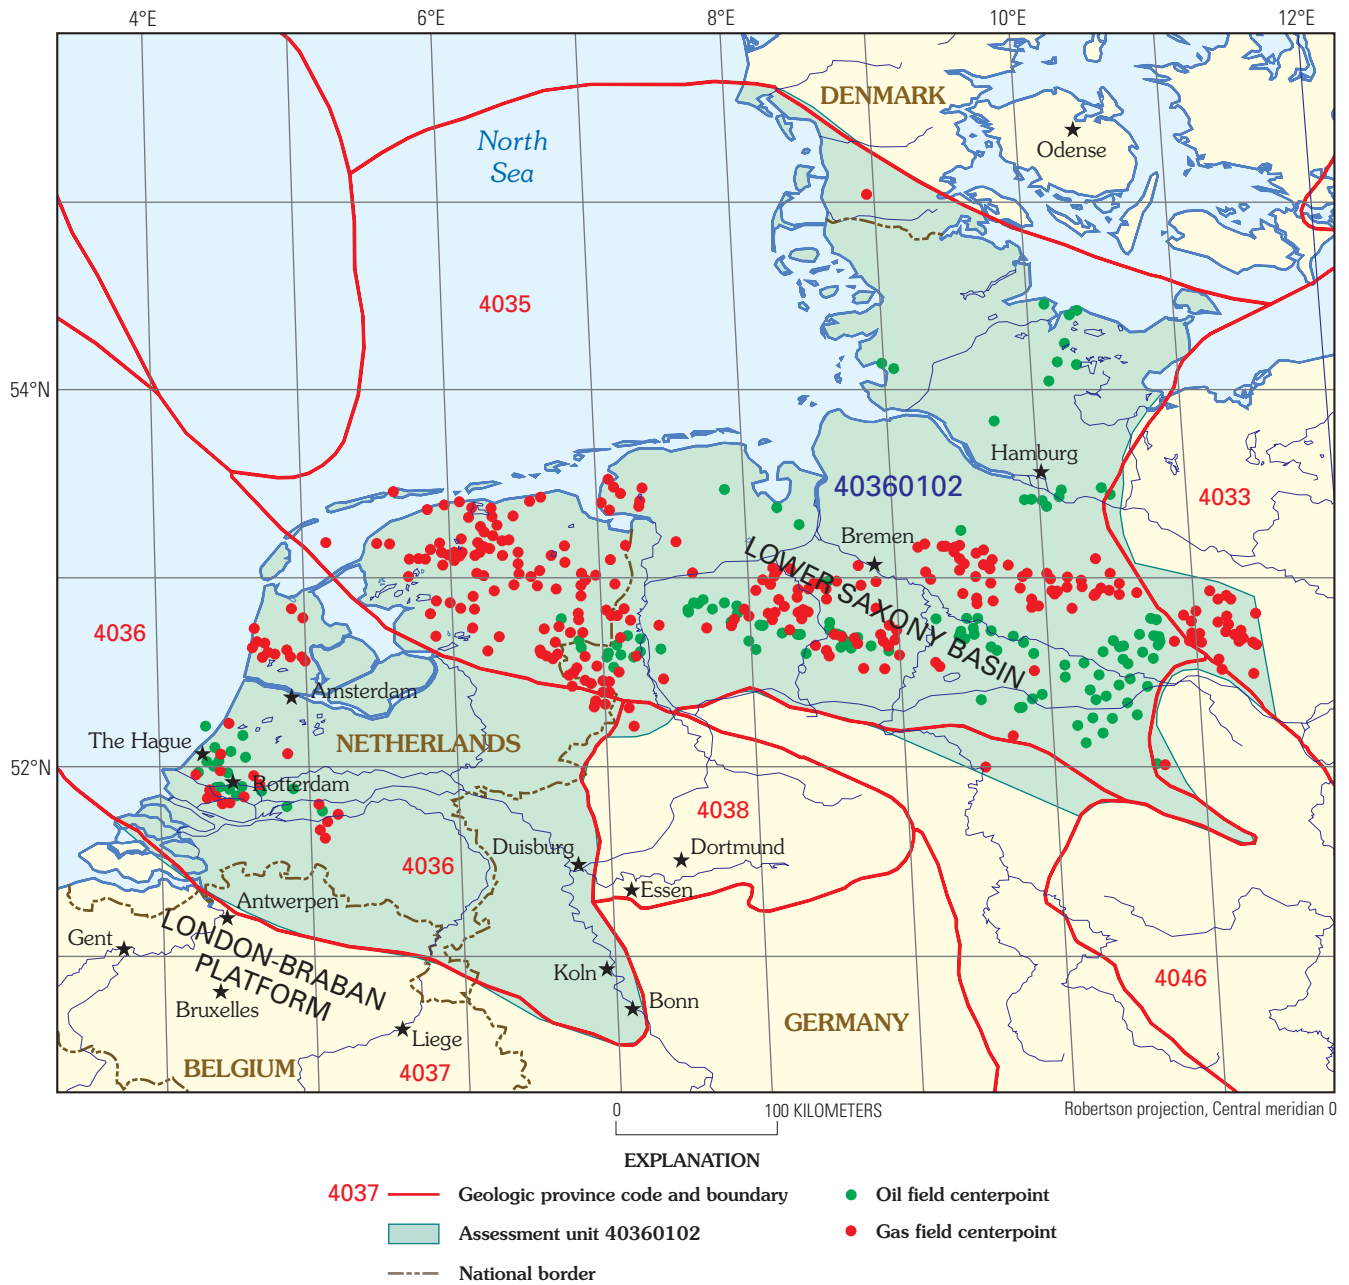 4°E
6°E
8°E
10°E
12°E
DENMARK
North
Sea
Odense
4035
54°N
Hamburg
40360102
4033
Bremen
LOWER SAXONY BASIN
4036
Amsterdam
The Hague
NETHERLANDS
52°N
Rotterdam
4038
Duisburg
Dortmund
4036
Essen
Antwerpen
LONDON-BRABAN
PLATFORM
Gent
Koln
4046
Bruxelles
Bonn
GERMANY
Liege
BELGIUM
4037
0
100 KILOMETERS
Robertson projection, Central meridian 0
EXPLANATION
4037
Geologic province code and boundary
Oil field centerpoint
Assessment unit 40360102
Gas field centerpoint
National border